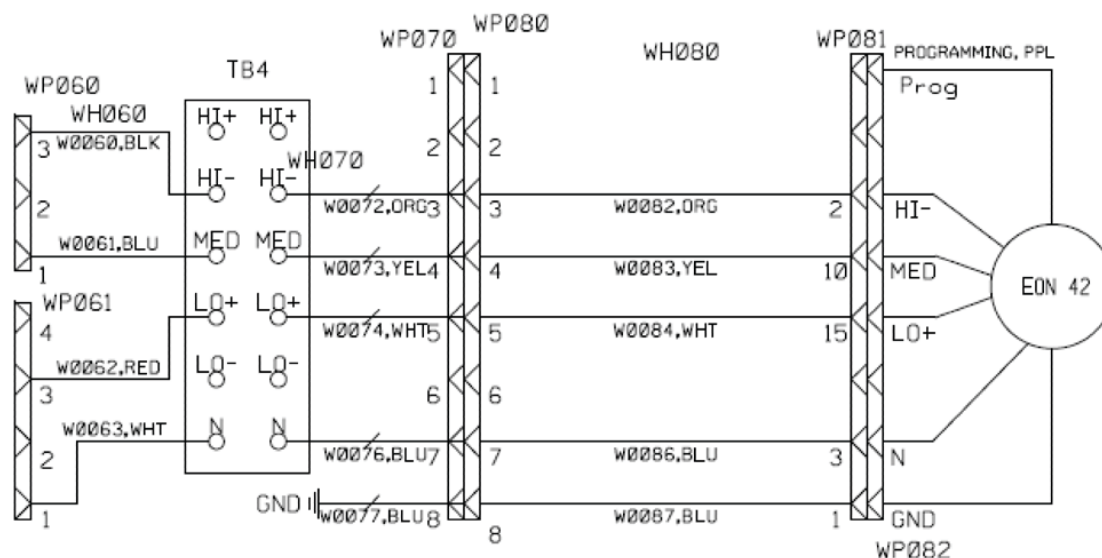 WP060
WH060
3
W0060,BLK
2
W0061,BLU
1
WP061
4
W0062,RED
3
W0063,WHT
2
1
TB4
HI+ HI+
HI- HI-
MED MED
LO+ LO+
LO- LO-
N N
GND
WH070
W0072,ORG
W0073,YEL
W0074,WHT
W0076,BLU
W0077,BLU
WP070
1
2
3
4
5
6
7
8
WP080
1
2
3
4
5
6
7
8
WH080
W0082,ORG
W0083,YEL
W0084,WHT
W0086,BLU
W0087,BLU
WP081
2
10
15
3
1
PROGRAMMING, PPL
Prog
HI-
MED
LO+
N
GND
WP082
EON 42